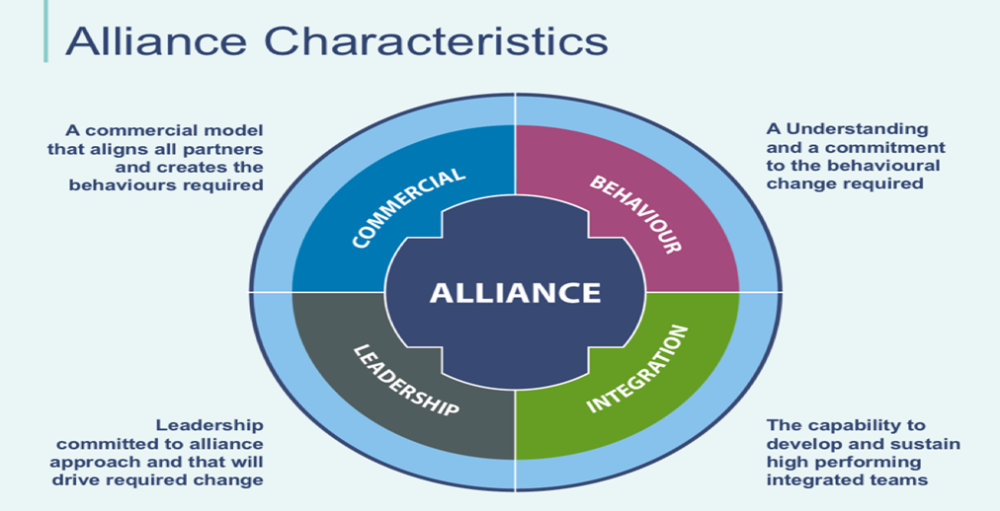 Alliance Characteristics
A commercial model
that aligns all partners
and creates the
behaviours required
A Understanding
and a commitment
to the behavioural
change required
COMMERCIAL
BEHAVIOUR
ALLIANCE
LEADERSHIP
INTEGRATION
Leadership
committed to alliance
approach and that will
drive required change
The capability to
develop and sustain
high performing
integrated teams